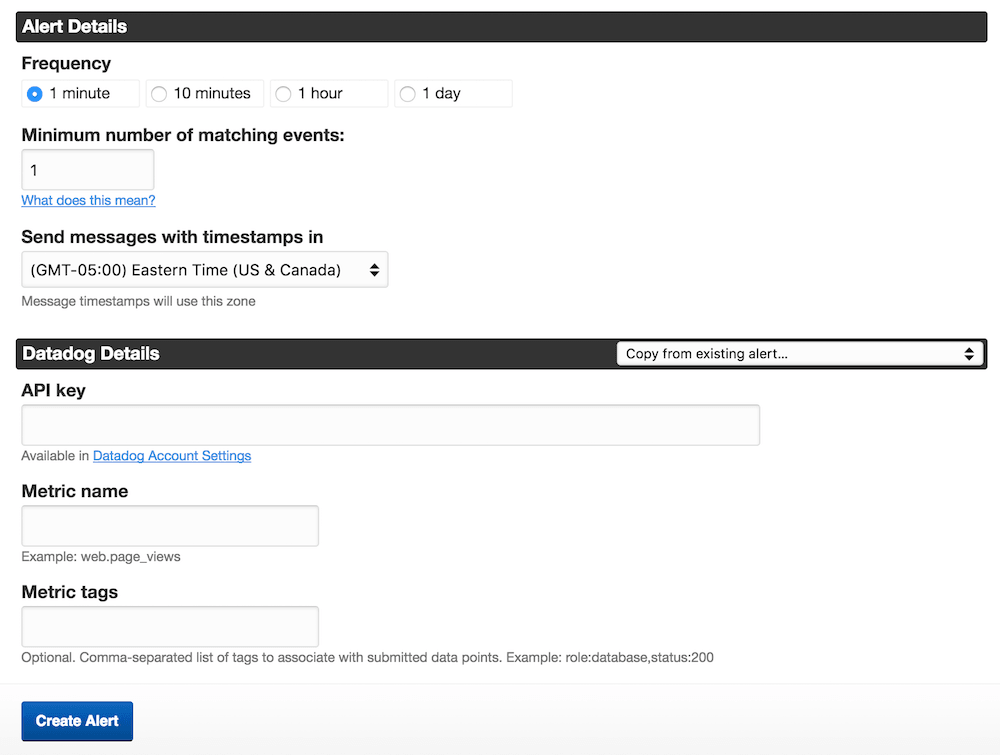 Alert Details
Frequency
1 minute 10 minutes 1 hour 1 day
Minimum number of matching events:
1
What does this mean?
Send messages with timestamps in
(GMT-05:00) Eastern Time (US & Canada)
Message timestamps will use this zone
Datadog Details Copy from existing alert...
API key
Available in Datadog Account Settings
Metric name
Example: web.page_views
Metric tags
Optional. Comma-separated list of tags to associate with submitted data points. Example: role:database,status:200
Create Alert